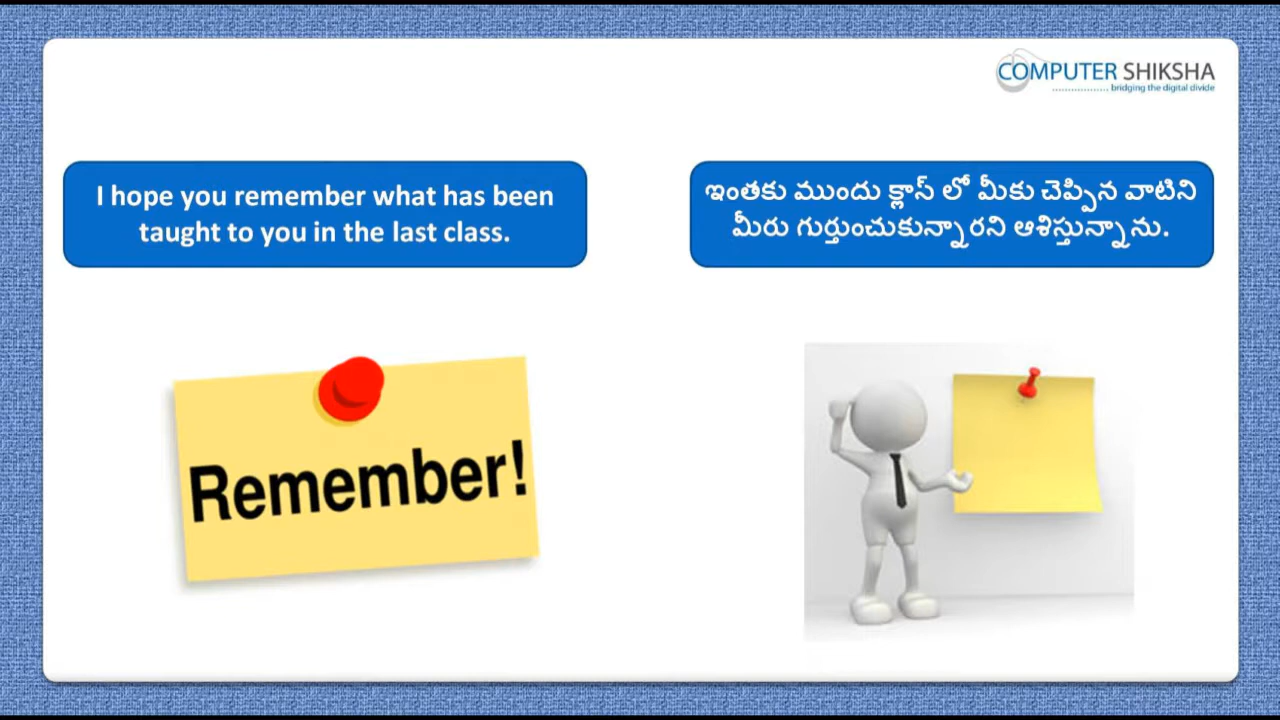 COMPUTER SHIKSHA
bridging the digital divide
I hope you remember what has been
taught to you in the last class.
ఇంతకు ముందు క్లాస్ లో మీకు చెప్పిన వాటిని
మీరు గుర్తుంచుకున్నారని ఆశిస్తున్నాను.
Remember!